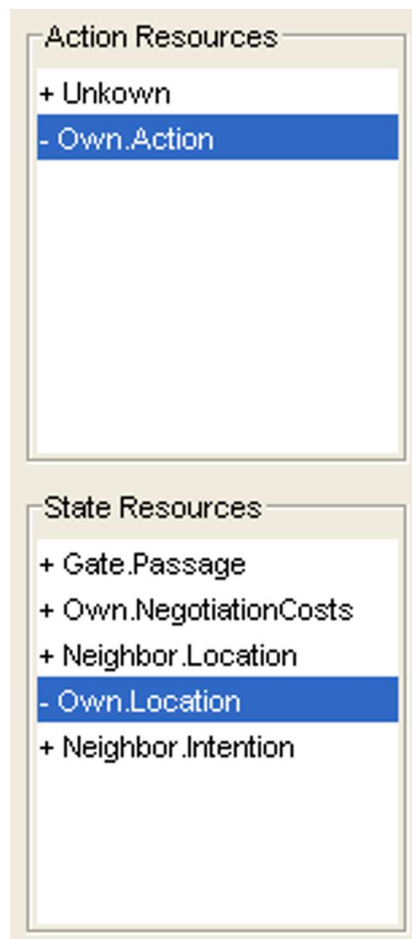 Action Resources
+ Unkown
- Own.Action
State Resources
+ Gate.Passage
+ Own.NegotiationCosts
+ Neighbor.Location
- Own.Location
+ Neighbor.Intention